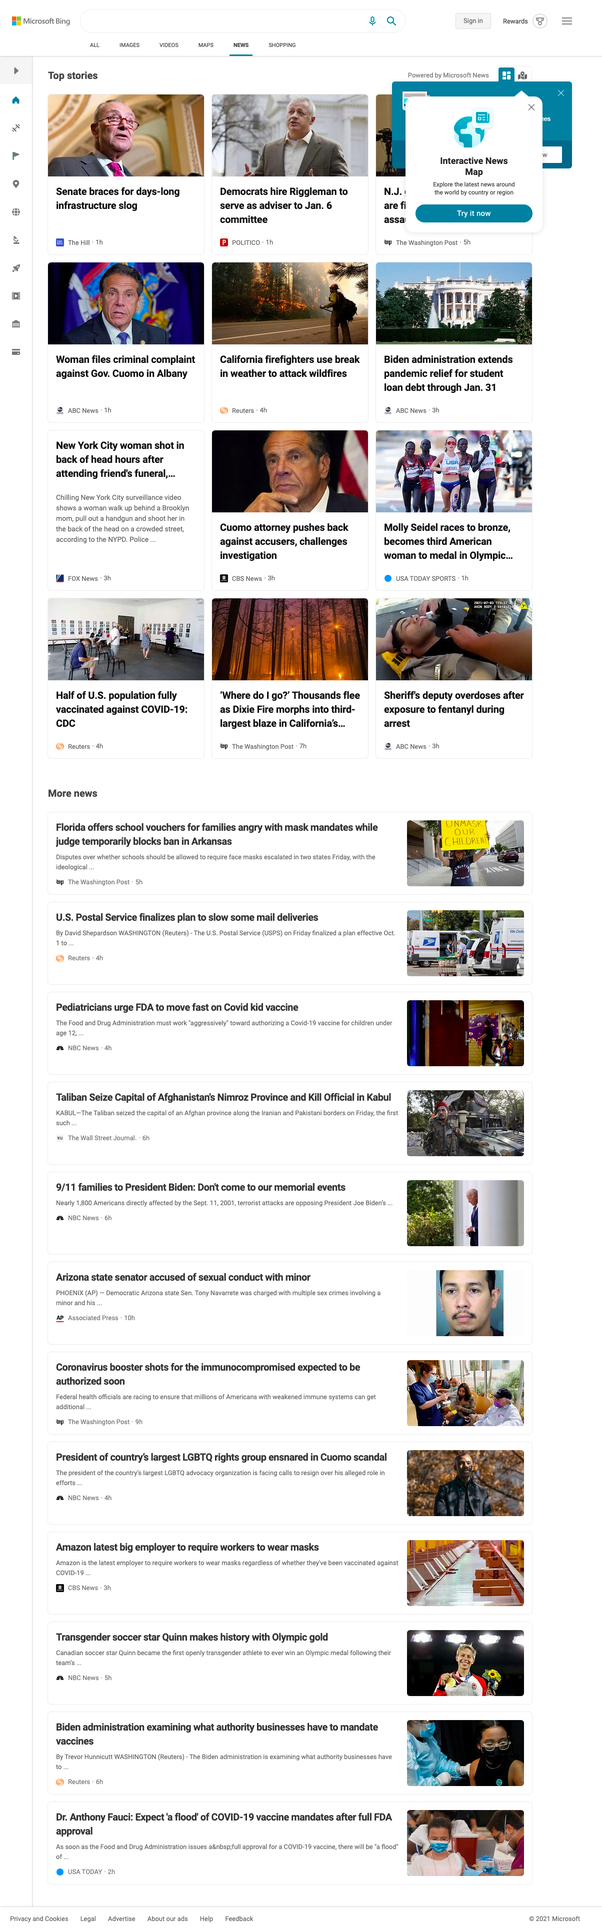 Microsoft Bing
Sign in
Rewards
ALL
IMAGES
VIDEOS
MAPS
NEWS
SHOPPING
Top stories
Powered by Microsoft News
Interactive News
Map
Explore the latest news around
the world by country or region
Try it now
Senate braces for days-long
infrastructure slog
The Hill · 1h
Democrats hire Riggleman to
serve as adviser to Jan. 6
committee
POLITICO · 1h
N.J.
are fi
assa
The Washington Post · 5h
Woman files criminal complaint
against Gov. Cuomo in Albany
ABC News · 1h
California firefighters use break
in weather to attack wildfires
Reuters · 4h
Biden administration extends
pandemic relief for student
loan debt through Jan. 31
ABC News · 3h
New York City woman shot in
back of head hours after
attending friend's funeral,...
Chilling New York City surveillance video
shows a woman walk up behind a Brooklyn
mom, pull out a handgun and shoot her in
the back of the head on a crowded street,
according to the NYPD. Police ...
FOX News · 3h
Cuomo attorney pushes back
against accusers, challenges
investigation
CBS News · 3h
Molly Seidel races to bronze,
becomes third American
woman to medal in Olympic...
USA TODAY SPORTS · 1h
Half of U.S. population fully
vaccinated against COVID-19:
CDC
Reuters · 4h
'Where do I go?' Thousands flee
as Dixie Fire morphs into third-
largest blaze in California's...
The Washington Post · 7h
Sheriff's deputy overdoses after
exposure to fentanyl during
arrest
ABC News · 3h
More news
Florida offers school vouchers for families angry with mask mandates while
judge temporarily blocks ban in Arkansas
Disputes over whether schools should be allowed to require face masks escalated in two states Friday, with the
ideological ...
The Washington Post · 5h
UNMASK
OUR
CHILDREN
XING
U.S. Postal Service finalizes plan to slow some mail deliveries
By David Shepardson WASHINGTON (Reuters) - The U.S. Postal Service (USPS) on Friday finalized a plan effective Oct.
1 to ...
Reuters · 4h
Pediatricians urge FDA to move fast on Covid kid vaccine
The Food and Drug Administration must work "aggressively" toward authorizing a Covid-19 vaccine for children under
age 12, ...
NBC News · 4h
Taliban Seize Capital of Afghanistan's Nimroz Province and Kill Official in Kabul
KABUL—The Taliban seized the capital of an Afghan province along the Iranian and Pakistani borders on Friday, the first
such ...
The Wall Street Journal. · 6h
9/11 families to President Biden: Don't come to our memorial events
Nearly 1,800 Americans directly affected by the Sept. 11, 2001, terrorist attacks are opposing President Joe Biden's ...
NBC News · 6h
Arizona state senator accused of sexual conduct with minor
PHOENIX (AP) — Democratic Arizona state Sen. Tony Navarrete was charged with multiple sex crimes involving a
minor and his ...
Associated Press · 10h
Coronavirus booster shots for the immunocompromised expected to be
authorized soon
Federal health officials are racing to ensure that millions of Americans with weakened immune systems can get
additional ...
The Washington Post · 9h
President of country's largest LGBTQ rights group ensnared in Cuomo scandal
The president of the country's largest LGBTQ advocacy organization is facing calls to resign over his alleged role in
efforts ...
NBC News · 4h
Amazon latest big employer to require workers to wear masks
Amazon is the latest employer to require workers to wear masks regardless of whether they've been vaccinated against
COVID-19 ...
CBS News · 3h
Transgender soccer star Quinn makes history with Olympic gold
Canadian soccer star Quinn became the first openly transgender athlete to ever win an Olympic medal following their
team's ...
NBC News · 5h
Biden administration examining what authority businesses have to mandate
vaccines
By Trevor Hunnicutt WASHINGTON (Reuters) - The Biden administration is examining what authority businesses have
to ...
Reuters · 6h
Dr. Anthony Fauci: Expect 'a flood' of COVID-19 vaccine mandates after full FDA
approval
As soon as the Food and Drug Administration issues a&nbsp;full approval for a COVID-19 vaccine, there will be "a flood"
of ...
USA TODAY · 2h
Privacy and Cookies
Legal
Advertise
About our ads
Help
Feedback
© 2021 Microsoft